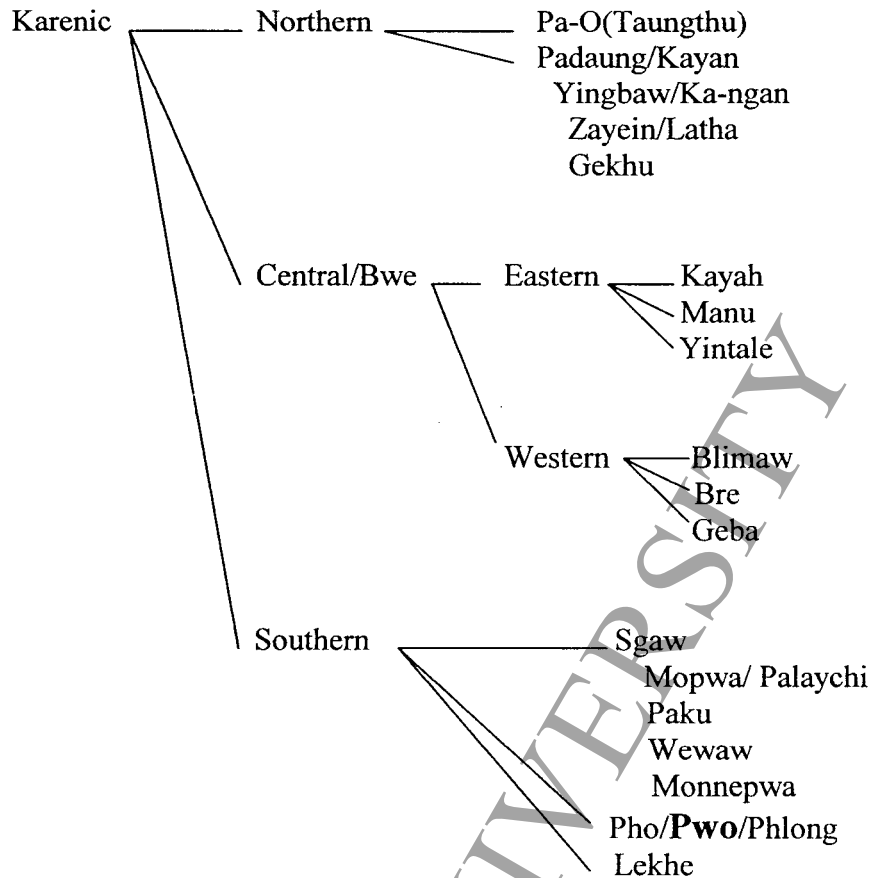 Karenic Northern Pa-O(Taungthu)
Padaung/Kayan
Yingbaw/Ka-ngan
Zayein/Latha
Gekhu
Central/Bwe Eastern Kayah
Manu
Yintale
Western Blimaw
Bre
Geba
Southern Sgaw
Mopwa/ Palaychi
Paku
Wewaw
Monnepwa
Pho/Pwo/Phlong
Lekhe
IVERSITY